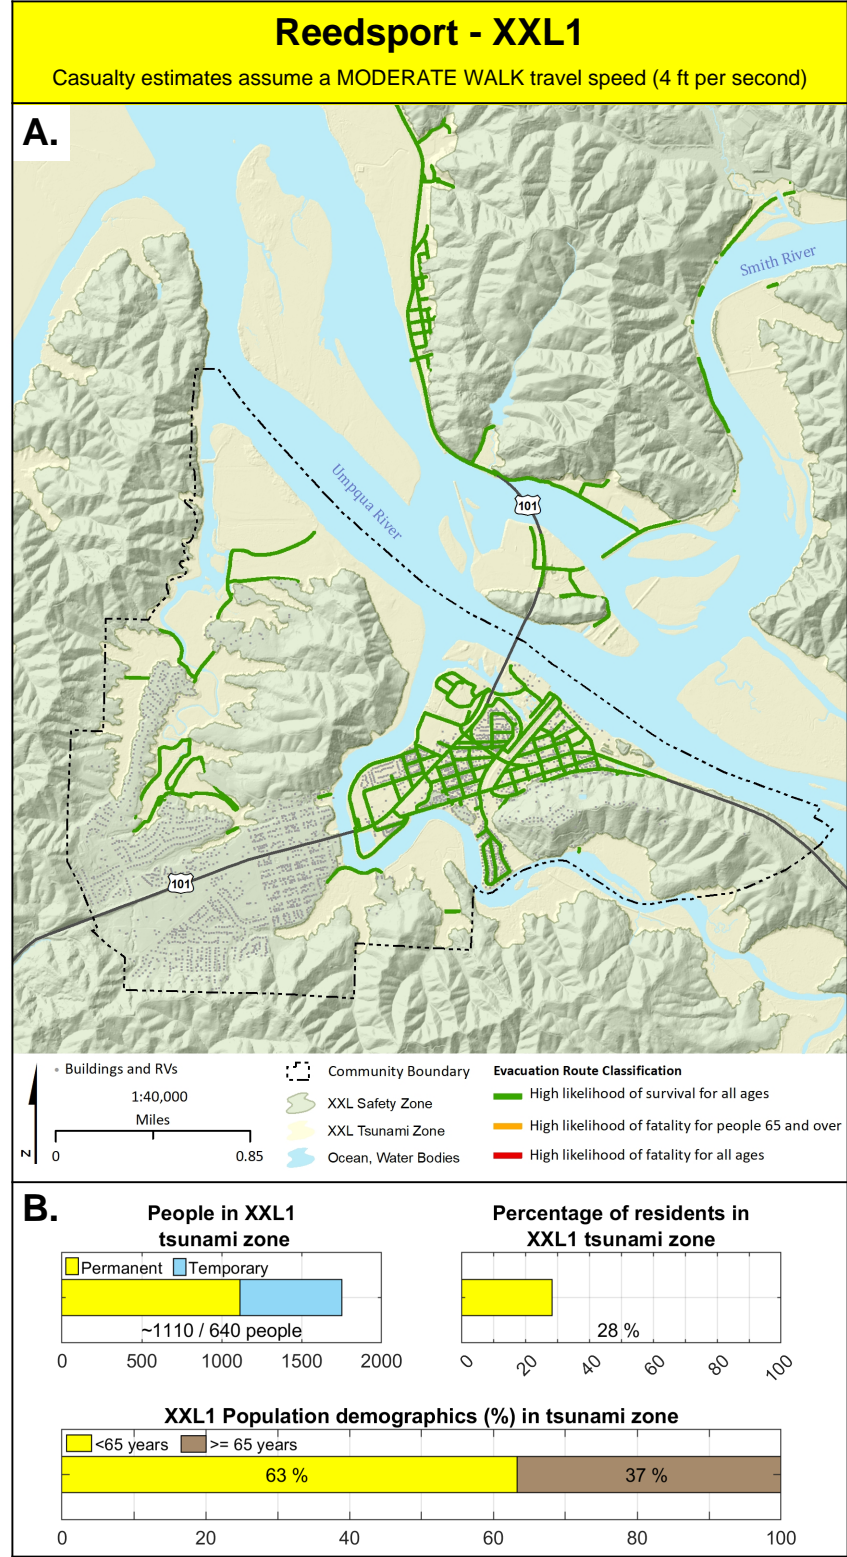 Reedsport - XXL1
Casualty estimates assume a MODERATE WALK travel speed (4 ft per second)
A.
Smith River
Umpqua River
101
101
Buildings and RVs
1:40,000
Miles
0 0.85
N
Community Boundary
XXL Safety Zone
XXL Tsunami Zone
Ocean, Water Bodies
Evacuation Route Classification
High likelihood of survival for all ages
High likelihood of fatality for people 65 and over
High likelihood of fatality for all ages
B.
People in XXL1
tsunami zone
Permanent Temporary
~1110 / 640 people
0 500 1000 1500 2000
Percentage of residents in
XXL1 tsunami zone
28 %
0 20 40 60 80 100
XXL1 Population demographics (%) in tsunami zone
<65 years >= 65 years
63 % 37 %
0 20 40 60 80 100